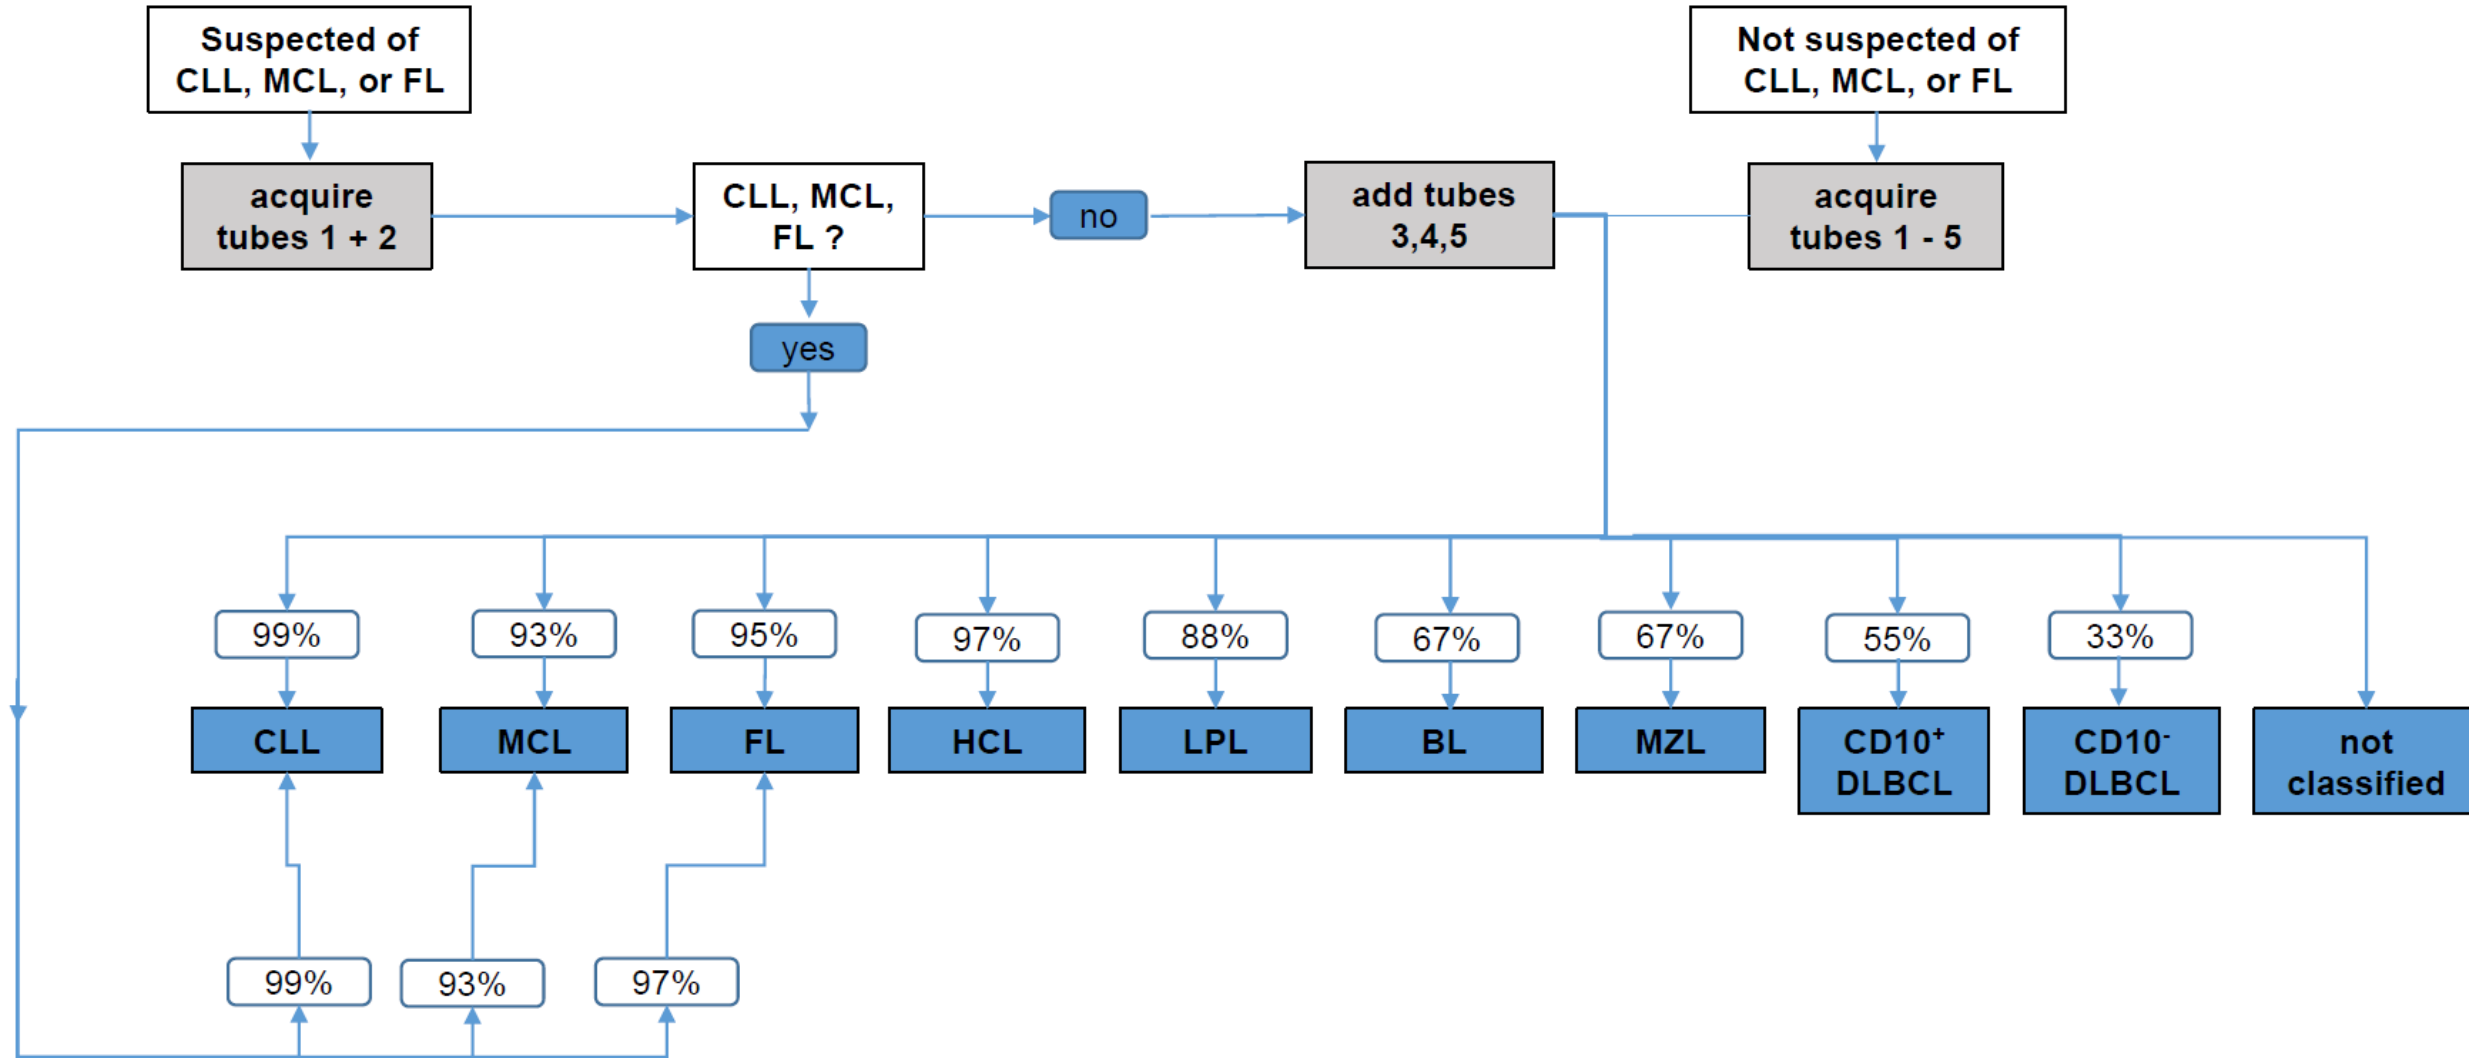 Suspected of
CLL, MCL, or FL
Not suspected of
CLL, MCL, or FL
acquire
tubes 1 + 2
CLL, MCL,
FL ?
no
add tubes
3,4,5
acquire
tubes 1 - 5
yes
99%
93%
95%
97%
88%
67%
67%
55%
33%
CLL
MCL
FL
HCL
LPL
BL
MZL
CD10⁺
DLBCL
CD10⁻
DLBCL
not
classified
99%
93%
97%